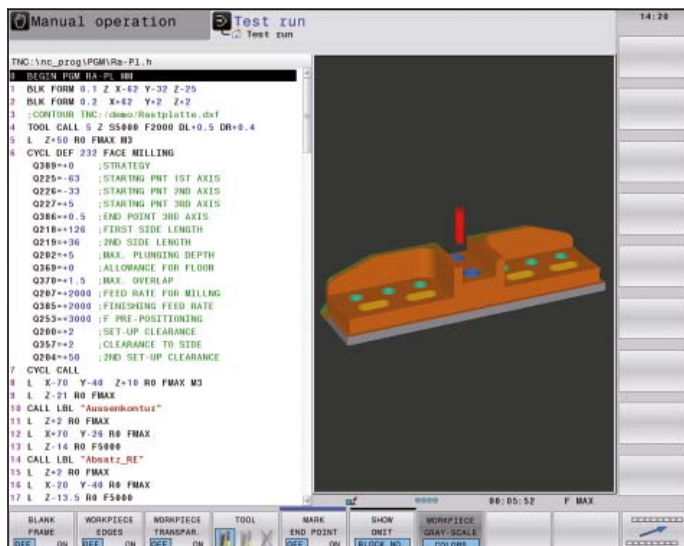 Manual operation
Test run
Test run
14:20
TNC:\nc_prog\PGM\Ra-Pl.h
0 BEGIN PGM RA-PL MM
1 BLK FORM 0.1 Z X-62 Y-32 Z-25
2 BLK FORM 0.2 X+62 Y+2 Z+2
3 ;CONTOUR TNC:/demo/Rastplatte.dxf
4 TOOL CALL 5 Z S5000 F2000 DL+0.5 DR+0.4
5 L Z+50 R0 FMAX M3
6 CYCL DEF 232 FACE MILLING
Q389=+0 ;STRATEGY
Q225=-63 ;STARTNG PNT 1ST AXIS
Q226=-33 ;STARTNG PNT 2ND AXIS
Q227=+5 ;STARTNG PNT 3RD AXIS
Q386=+0.5 ;END POINT 3RD AXIS
Q218=+126 ;FIRST SIDE LENGTH
Q219=+36 ;2ND SIDE LENGTH
Q202=+5 ;MAX. PLUNGING DEPTH
Q369=+0 ;ALLOWANCE FOR FLOOR
Q370=+1.5 ;MAX. OVERLAP
Q207=+2000 ;FEED RATE FOR MILLNG
Q385=+2000 ;FINISHING FEED RATE
Q253=+3000 ;F PRE-POSITIONING
Q200=+2 ;SET-UP CLEARANCE
Q357=+2 ;CLEARANCE TO SIDE
Q204=+50 ;2ND SET-UP CLEARANCE
7 CYCL CALL
8 L X-70 Y-40 Z+10 R0 FMAX M3
9 L Z-21 R0 FMAX
10 CALL LBL "Aussenkontur"
11 L Z+2 R0 FMAX
12 L X+70 Y-26 R0 FMAX
13 L Z-14 R0 F5000
14 CALL LBL "Absatz_RE"
15 L Z+2 R0 FMAX
16 L X-20 Y-40 R0 FMAX
17 L Z-13.5 R0 F5000
00:05:52 F MAX
BLANK FRAME OFF ON
WORKPIECE EDGES OFF ON
WORKPIECE TRANSPAR. OFF ON
TOOL
MARK END POINT OFF ON
SHOW OMIT BLOCK NO.
WORKPIECE GRAY-SCALE COLORS